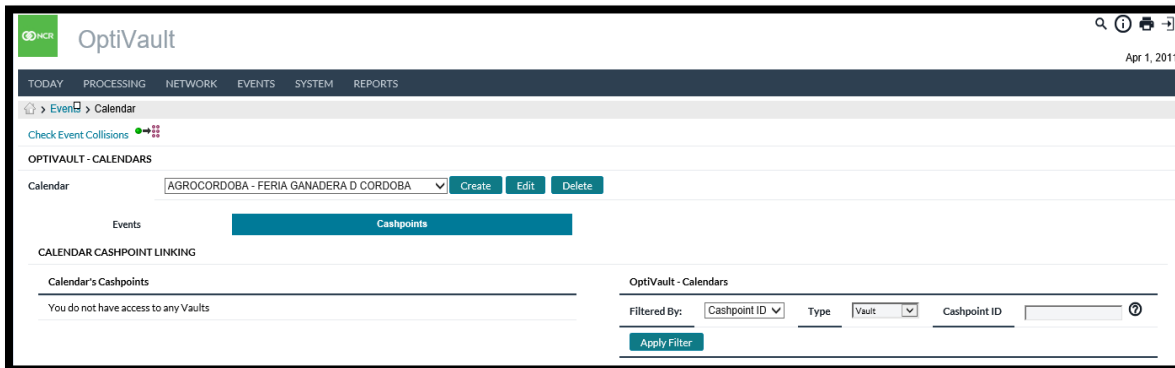 NCR
OptiVault
Apr 1, 2011
TODAY PROCESSING NETWORK EVENTS SYSTEM REPORTS
> Events > Calendar
Check Event Collisions
OPTIVAULT - CALENDARS
Calendar AGROCORDOBA - FERIA GANADERA D CORDOBA Create Edit Delete
Events Cashpoints
CALENDAR CASHPOINT LINKING
Calendar's Cashpoints OptiVault - Calendars
You do not have access to any Vaults Filtered By: Cashpoint ID Type Vault Cashpoint ID
Apply Filter